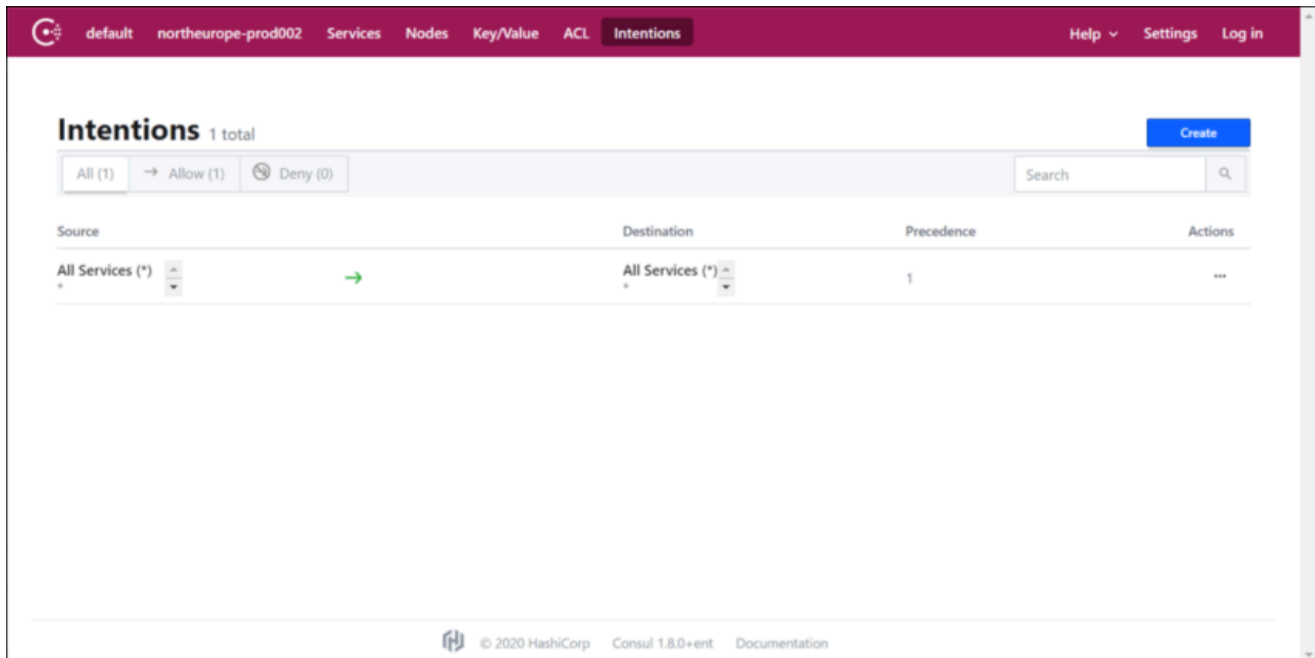 default northeurope-prod002 Services Nodes Key/Value ACL Intentions Help Settings Log in
Intentions 1 total
Create
All (1) → Allow (1) Deny (0) Search
Source Destination Precedence Actions
All Services (*) → All Services (*) 1 ...
* *
© 2020 HashiCorp Consul 1.8.0+ent Documentation